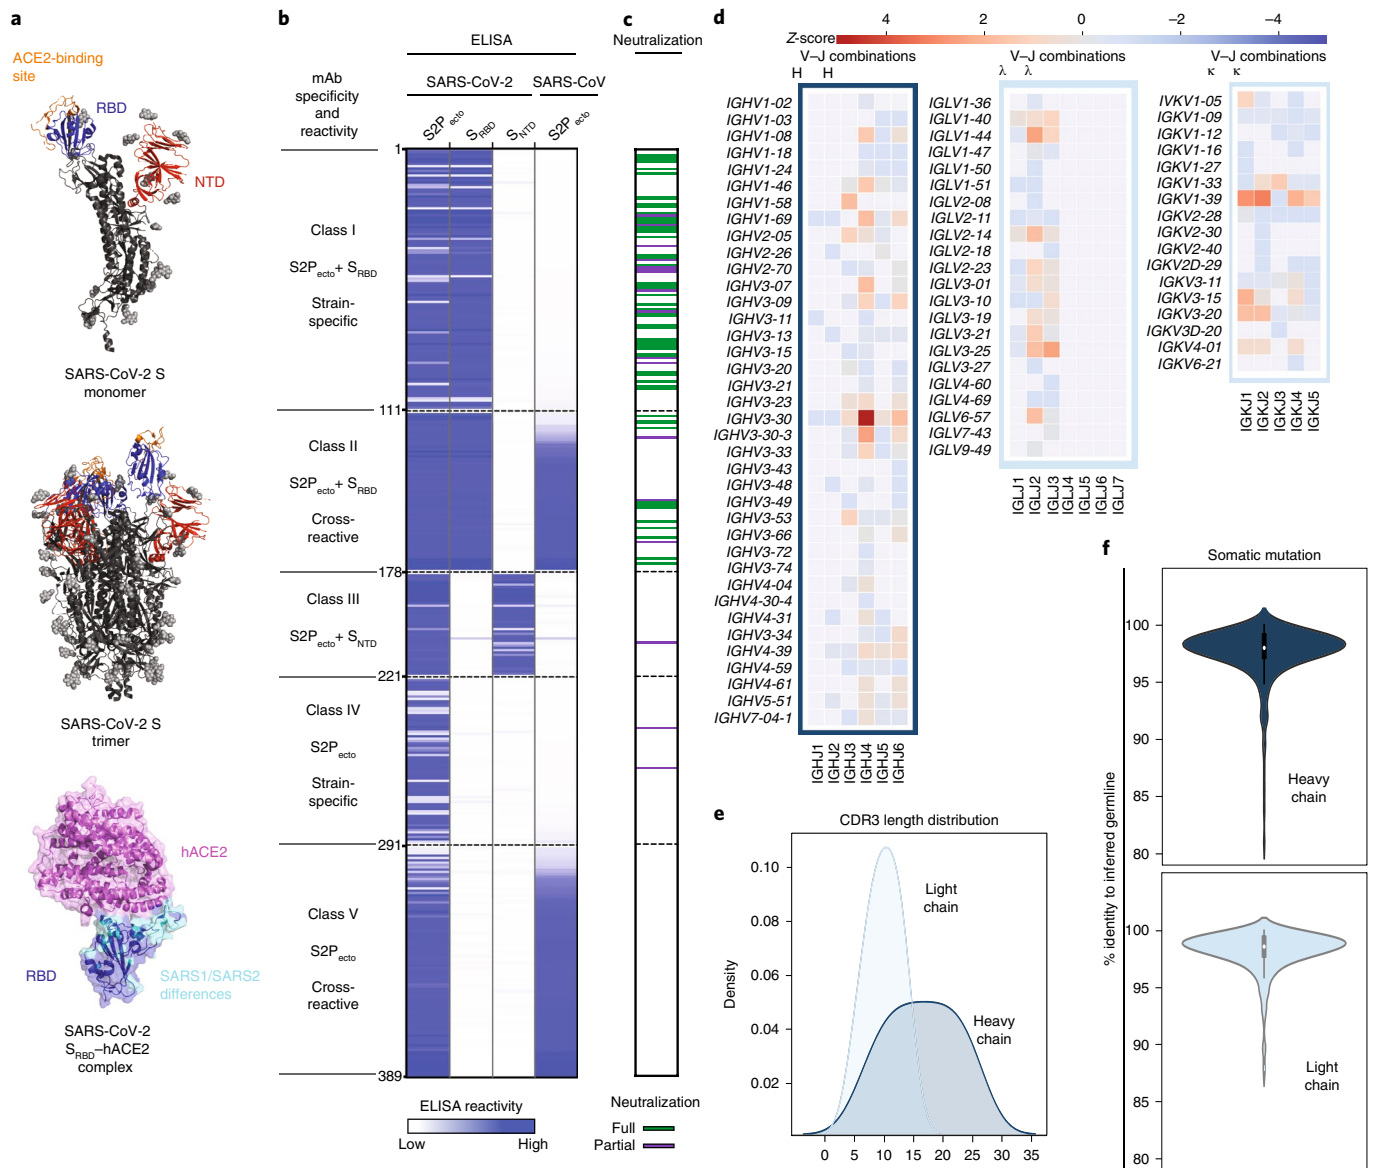 a
ACE2-binding
site
RBD
NTD
SARS-CoV-2 S
monomer
SARS-CoV-2 S
trimer
hACE2
RBD
SARS1/SARS2
differences
SARS-CoV-2
SRBD–hACE2
complex
b
ELISA
mAb
specificity
and
reactivity
SARS-CoV-2
SARS-CoV
S2Pecto
SRBD
SNTD
S2Pecto
1
Class I
S2Pecto+ SRBD
Strain-
specific
111
Class II
S2Pecto + SRBD
Cross-
reactive
178
Class III
S2Pecto+ SNTD
221
Class IV
S2Pecto
Strain-
specific
291
Class V
S2Pecto
Cross-
reactive
389
ELISA reactivity
Low
High
c
Neutralization
Neutralization
Full
Partial
d
4
2
0
−2
−4
Z-score
V–J combinations
H
H
IGHV1-02
IGHV1-03
IGHV1-08
IGHV1-18
IGHV1-24
IGHV1-46
IGHV1-58
IGHV1-69
IGHV2-05
IGHV2-26
IGHV2-70
IGHV3-07
IGHV3-09
IGHV3-11
IGHV3-13
IGHV3-15
IGHV3-20
IGHV3-21
IGHV3-23
IGHV3-30
IGHV3-30-3
IGHV3-33
IGHV3-43
IGHV3-48
IGHV3-49
IGHV3-53
IGHV3-66
IGHV3-72
IGHV3-74
IGHV4-04
IGHV4-30-4
IGHV4-31
IGHV3-34
IGHV4-39
IGHV4-59
IGHV4-61
IGHV5-51
IGHV7-04-1
IGHJ1
IGHJ2
IGHJ3
IGHJ4
IGHJ5
IGHJ6
V–J combinations
λ
λ
IGLV1-36
IGLV1-40
IGLV1-44
IGLV1-47
IGLV1-50
IGLV1-51
IGLV2-08
IGLV2-11
IGLV2-14
IGLV2-18
IGLV2-23
IGLV3-01
IGLV3-10
IGLV3-19
IGLV3-21
IGLV3-25
IGLV3-27
IGLV4-60
IGLV4-69
IGLV6-57
IGLV7-43
IGLV9-49
IGLJ1
IGLJ2
IGLJ3
IGLJ4
IGLJ5
IGLJ6
IGLJ7
V–J combinations
κ
κ
IVKV1-05
IGKV1-09
IGKV1-12
IGKV1-16
IGKV1-27
IGKV1-33
IGKV1-39
IGKV2-28
IGKV2-30
IGKV2-40
IGKV2D-29
IGKV3-11
IGKV3-15
IGKV3-20
IGKV3D-20
IGKV4-01
IGKV6-21
IGKJ1
IGKJ2
IGKJ3
IGKJ4
IGKJ5
e
CDR3 length distribution
Density
0.10
0.08
0.06
0.04
0.02
Light
chain
Heavy
chain
0
5
10
15
20
25
30
35
f
Somatic mutation
% identity to inferred germline
100
95
90
85
80
Heavy
chain
100
95
90
85
80
Light
chain